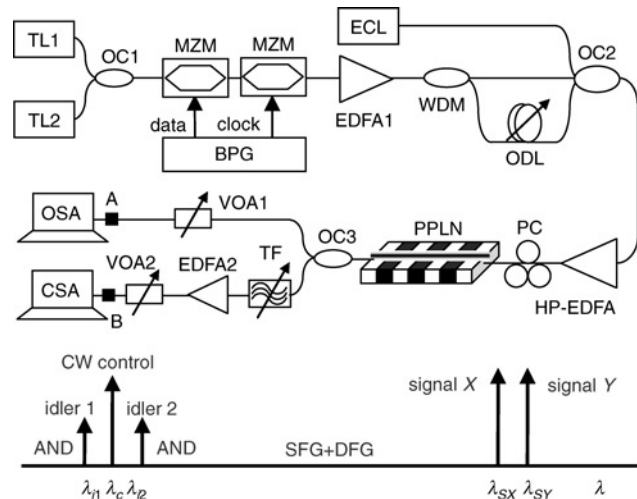 TL1
TL2
OC1
MZM
MZM
data
clock
BPG
ECL
EDFA1
WDM
ODL
OC2
OSA
A
VOA1
CSA
B
VOA2
EDFA2
TF
OC3
PPLN
PC
HP-EDFA
CW control
idler 1
idler 2
AND
AND
SFG+DFG
signal X
signal Y
λi1 λc λi2
λSX λSY
λ